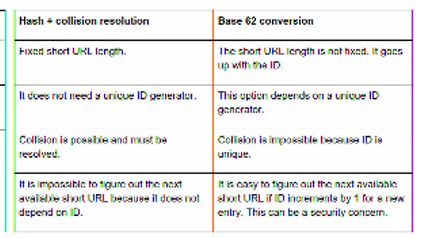 Hash + collision resolution
Base 62 conversion
Fixed short URL length.
The short URL length is not fixed. It goes
up with the ID.
It does not need a unique ID generator.
This option depends on a unique ID
generator.
Collision is possible and must be
resolved.
Collision is impossible because ID is
unique.
It is impossible to figure out the next
available short URL because it does not
depend on ID.
It is easy to figure out the next available
short URL if ID increments by 1 for a new
entry. This can be a security concern.